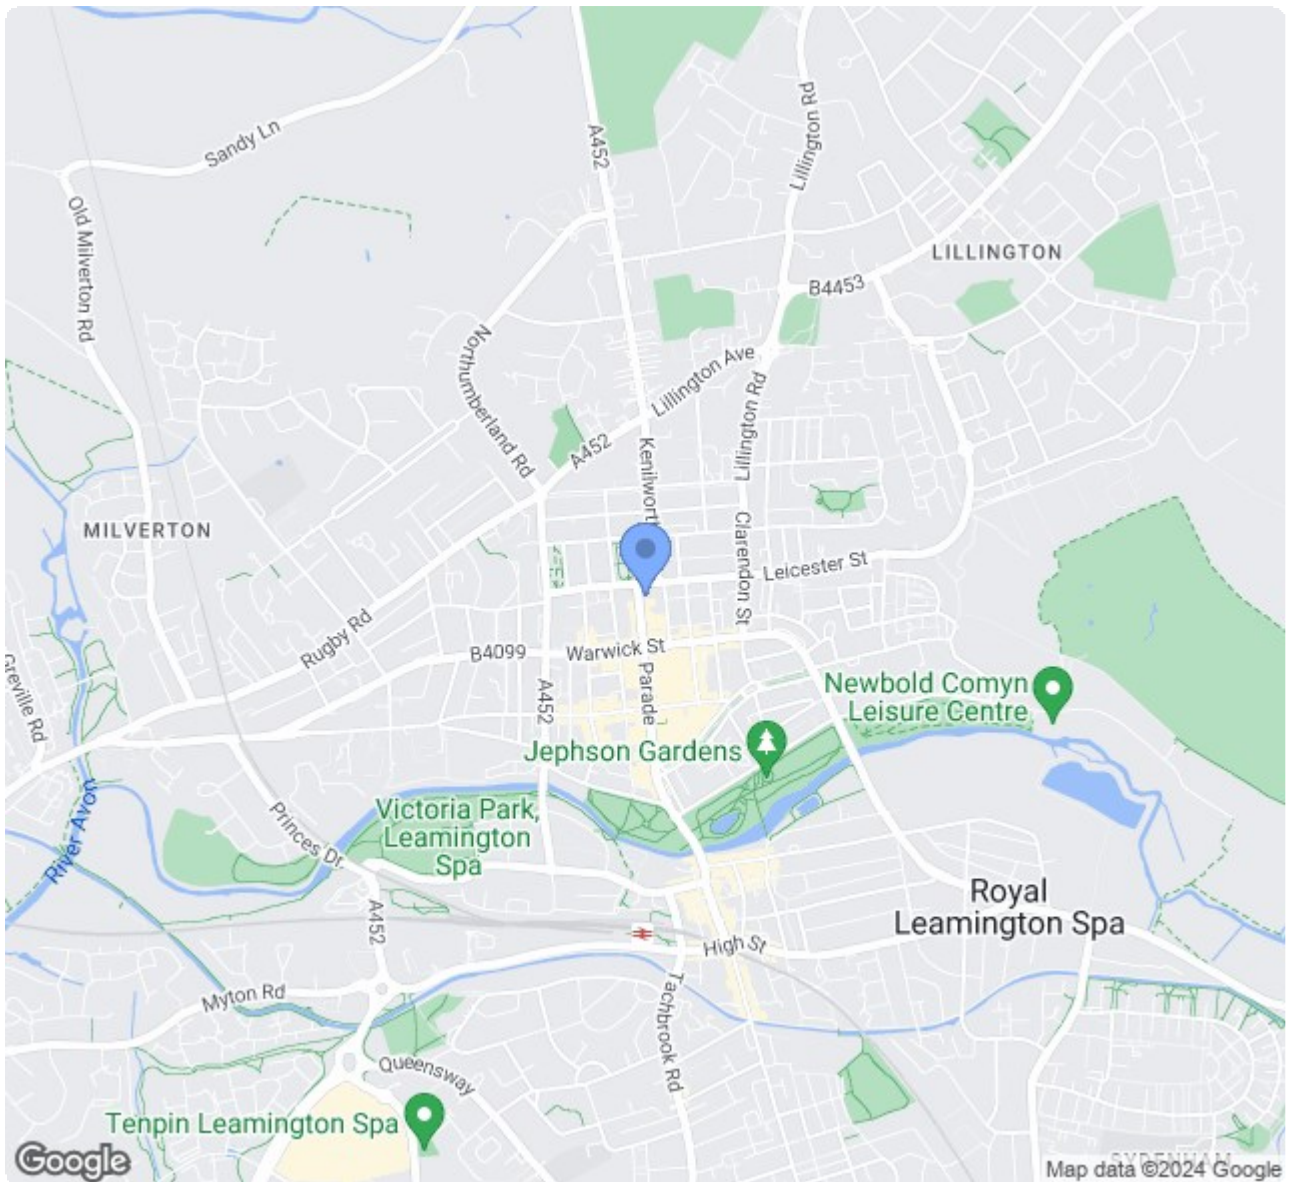 A452
Lillington Rd
Sandy Ln
Old Milverton Rd
LILLINGTON
B4453
Northumberland Rd
Lillington Ave
Lillington Rd
A452
Kenilworth
MILVERTON
Clarendon St
Leicester St
Rugby Rd
B4099
Warwick St
Greville Rd
A452
Parade
Newbold Comyn
Leisure Centre
Jephson Gardens
River Avon
Princes Dr
Victoria Park,
Leamington
Spa
Royal
Leamington Spa
A452
High St
Myton Rd
Tachbrook Rd
Queensway
Tenpin Leamington Spa
SYDENHAM
Google
Map data ©2024 Google